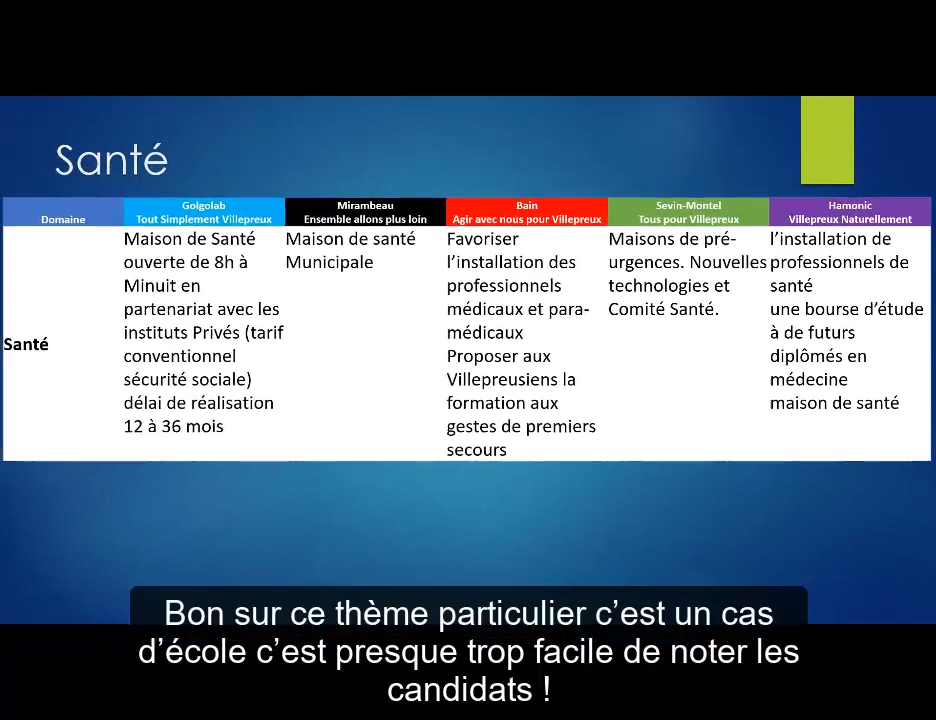 Santé
Domaine
Golgolab
Tout Simplement Villepreux
Mirambeau
Ensemble allons plus loin
Bain
Agir avec nous pour Villepreux
Sevin-Montel
Tous pour Villepreux
Hamonic
Villepreux Naturellement
Santé
Maison de Santé
ouverte de 8h à
Minuit en
partenariat avec les
instituts Privés (tarif
conventionnel
sécurité sociale)
délai de réalisation
12 à 36 mois
Maison de santé
Municipale
Favoriser
l’installation des
professionnels
médicaux et para-
médicaux
Proposer aux
Villepreusiens la
formation aux
gestes de premiers
secours
Maisons de pré-
urgences. Nouvelles
technologies et
Comité Santé.
l’installation de
professionnels de
santé
une bourse d’étude
à de futurs
diplômés en
médecine
maison de santé
Bon sur ce thème particulier c’est un cas
d’école c’est presque trop facile de noter les
candidats !